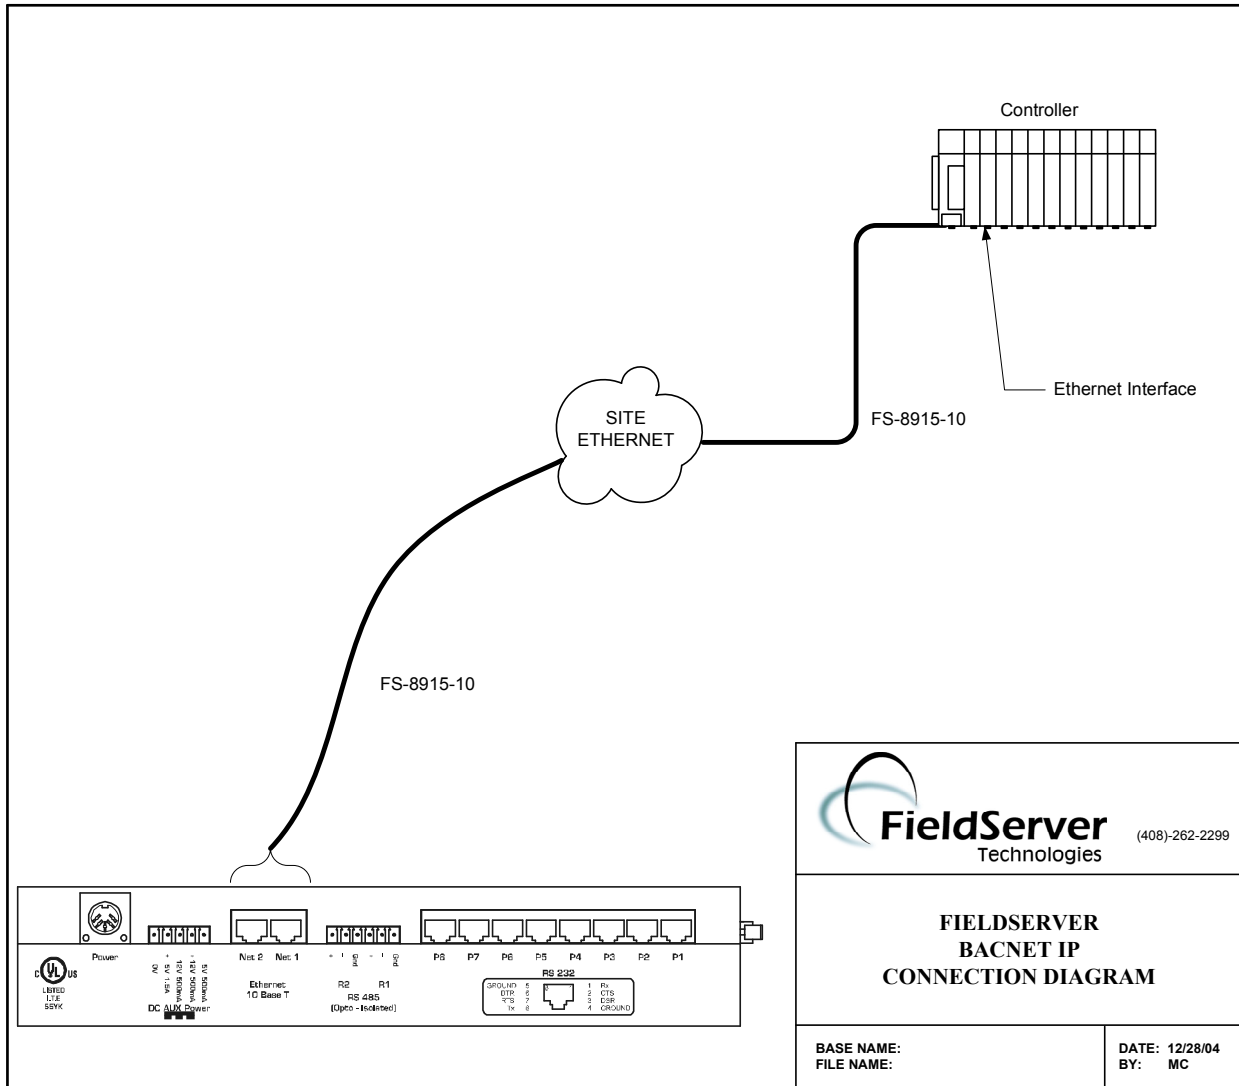 Controller
Ethernet Interface
FS-8915-10
SITE
ETHERNET
FS-8915-10
Power
0V
+ 5V 1.5A
12V 500mA
- 12V 500mA
5V 500mA
DC AUX Power
C UL US
LISTED
I.T.E
55YK
Net 2 Net 1
Ethernet
10 Base T
+ - Gnd + - Gnd
R2 R1
RS 485
(Opto - Isolated)
P8 P7 P6 P5 P4 P3 P2 P1
RS 232
GROUND 5 1 Rx
DTR 6 2 CTS
RTS 7 3 DSR
Tx 8 4 GROUND
FieldServer
Technologies
(408)-262-2299
FIELDSERVER
BACNET IP
CONNECTION DIAGRAM
BASE NAME:
FILE NAME:
DATE: 12/28/04
BY: MC